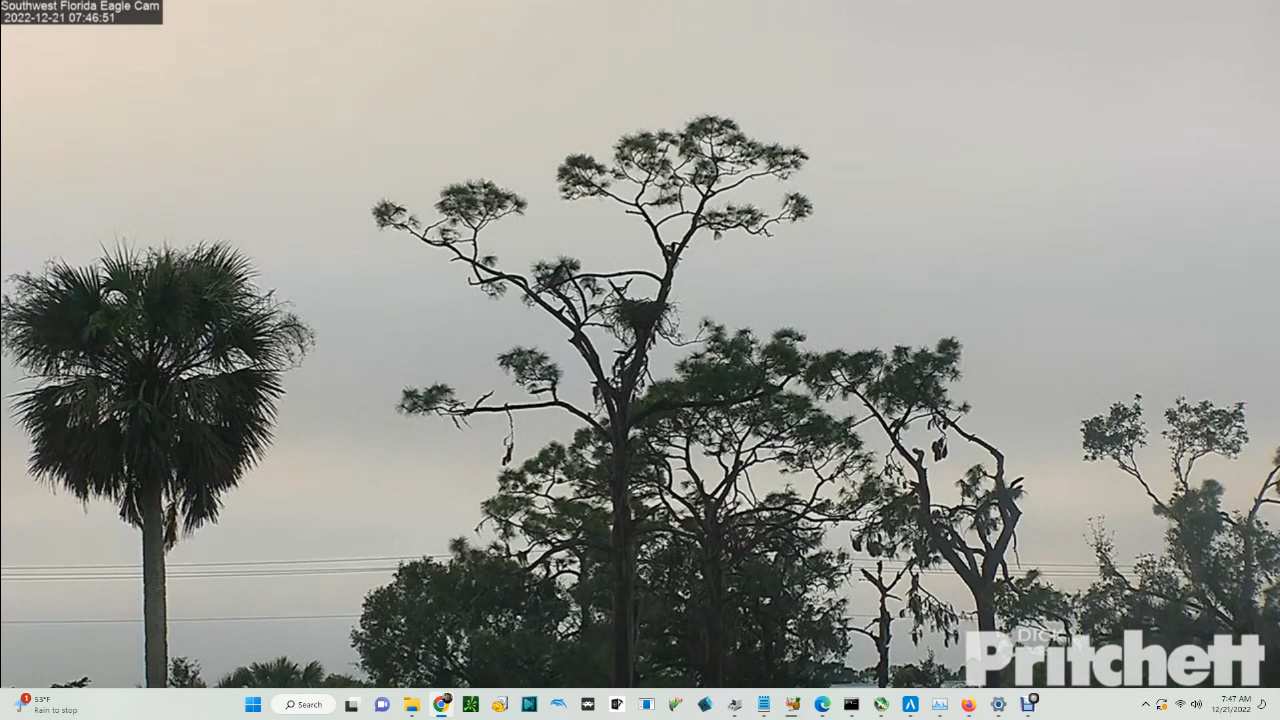 Southwest Florida Eagle Cam
2022-12-21 07:46:51
Pritchett
1
53°F
Rain to stop
Search
7:47 AM
12/21/2022